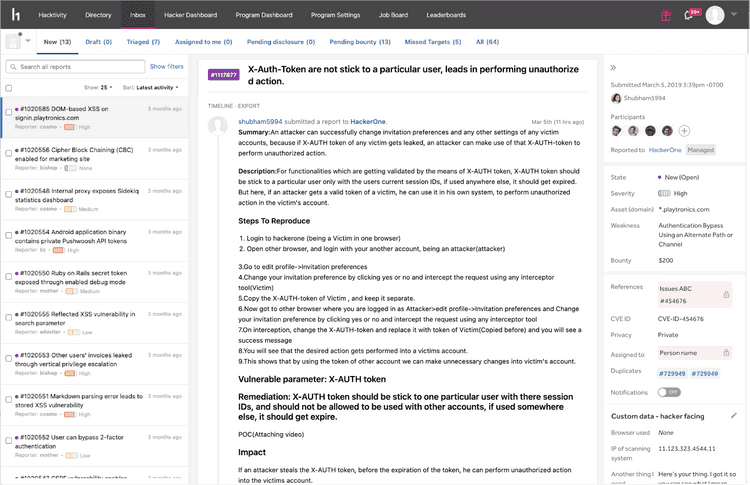 h
Hacktivity
Directory
Inbox
Hacker Dashboard
Program Dashboard
Program Settings
Job Board
Leaderboards
99+
New (13)
Draft (0)
Triaged (7)
Assigned to me (0)
Pending disclosure (0)
Pending bounty (13)
Missed Targets (5)
All (64)
Search all reports
Show filters
Show: 25
Sort: Latest activity
#1020585 DOM-based XSS on
signin.playtronics.com
3 months ago
Reporter: cosmo
High
#1020556 Cipher Block Chaining (CBC)
enabled for marketing site
3 months ago
Reporter: bishop
None
#1020548 Internal proxy exposes Sidekiq
statistics dashboard
3 months ago
Reporter: cosmo
Medium
#1020554 Android application binary
contains private Pushwoosh API tokens
3 months ago
Reporter: liz
High
#1020550 Ruby on Rails secret token
exposed through enabled debug mode
3 months ago
Reporter: mother
Medium
#1020555 Reflected XSS vulnerability in
search parameter
3 months ago
Reporter: whistler
Low
#1020553 Other users' invoices leaked
through vertical privilege escalation
3 months ago
Reporter: bishop
High
#1020551 Markdown parsing error leads to
stored XSS vulnerability
3 months ago
Reporter: cosmo
High
#1020552 User can bypass 2-factor
authentication
3 months ago
Reporter: mother
Low
3 months ago
#1117877
X-Auth-Token are not stick to a particular user, leads in performing unauthorize
d action.
TIMELINE · EXPORT
shubham5994 submitted a report to HackerOne.
Mar 5th (11 hrs ago)
Summary:An attacker can successfully change invitation preferences and any other settings of any victim
accounts, because if XAUTH token of any victim gets leaked, an attacker can make use of that XAUTH-token to
perform unauthorized action.
Description:For functionalities which are getting validated by the means of XAUTH token, XAUTH token should
be stick to a particular user only with the users current session IDs, if used anywhere else, it should get expired.
But here, if an attacker gets a valid token of a victim, he can use it in his own system, to perform unauthorized
action in the victim's account.
Steps To Reproduce
1. Login to hackerone (being a Victim in one browser)
2. Open other browser, and login with your another account, being an attacker(attacker)
3.Go to edit profile->Invitation preferences
4.Change your invitation preference by clicking yes or no and intercept the request using any interceptor
tool(Victim)
5.Copy the X-AUTH-token of Victim , and keep it separate.
6.Now got to other browser where you are logged in as Attacker>edit profile->Invitation preferences and Change
your invitation preference by clicking yes or no and intercept the request using any interceptor tool
7.On interception, change the XAUTH-token and replace it with token of Victim(Copied before) and you will see a
success message
8.You will see that the desired action gets performed into a victims account.
9.This shows that by using the token of other account we can make unnecessary changes into victim's account.
Vulnerable parameter: X-AUTH token
Remediation: X-AUTH token should be stick to one particular user with there session
IDs, and should not be allowed to be used with other accounts, if used somewhere
else, it should get expire.
POC(Attaching video)
Impact
If an attacker steals the XAUTH token, before the expiration of the token, he can perform unauthorized action
into the victims account.
Submitted March 5, 2019 3:39pm -0700
Shubham5994
Participants
Reported to HackerOne Managed
State New (Open)
Severity High
Asset (domain) *.playtronics.com
Weakness Authentication Bypass
Using an Alternate Path or
Channel
Bounty $200
References Issues ABC
#454676
CVE ID CVE-ID-454676
Privacy Private
Assigned to Person name
Duplicates #729949 #729949
Notifications OFF
Custom data - hacker facing
Browser used None
IP of scanning
system
11.123.323.4544.11
Another thing I
need
Here's your thing. I got it so
you can see what I mean